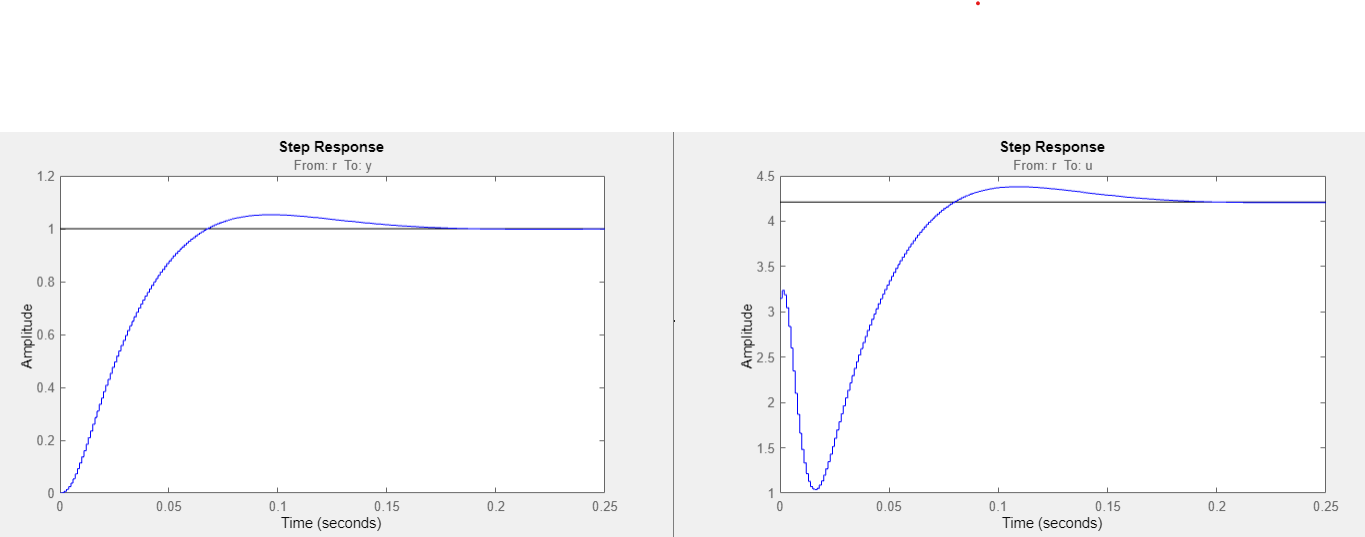 Step Response
From: r To: y
1.2
1
0.8
0.6
0.4
0.2
0
Amplitude
0 0.05 0.1 0.15 0.2 0.25
Time (seconds)
Step Response
From: r To: u
4.5
4
3.5
3
2.5
2
1.5
1
Amplitude
0 0.05 0.1 0.15 0.2 0.25
Time (seconds)